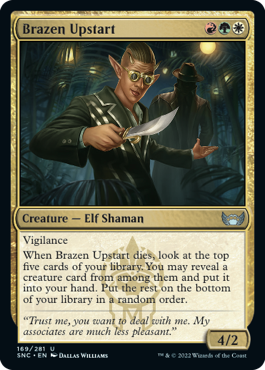 Brazen Upstart
Creature — Elf Shaman
Vigilance
When Brazen Upstart dies, look at the top
five cards of your library. You may reveal a
creature card from among them and put it
into your hand. Put the rest on the bottom
of your library in a random order.
"Trust me, you want to deal with me. My
associates are much less pleasant."
4/2
169/281 U
SNC • EN Dallas Williams
™ & © 2022 Wizards of the Coast